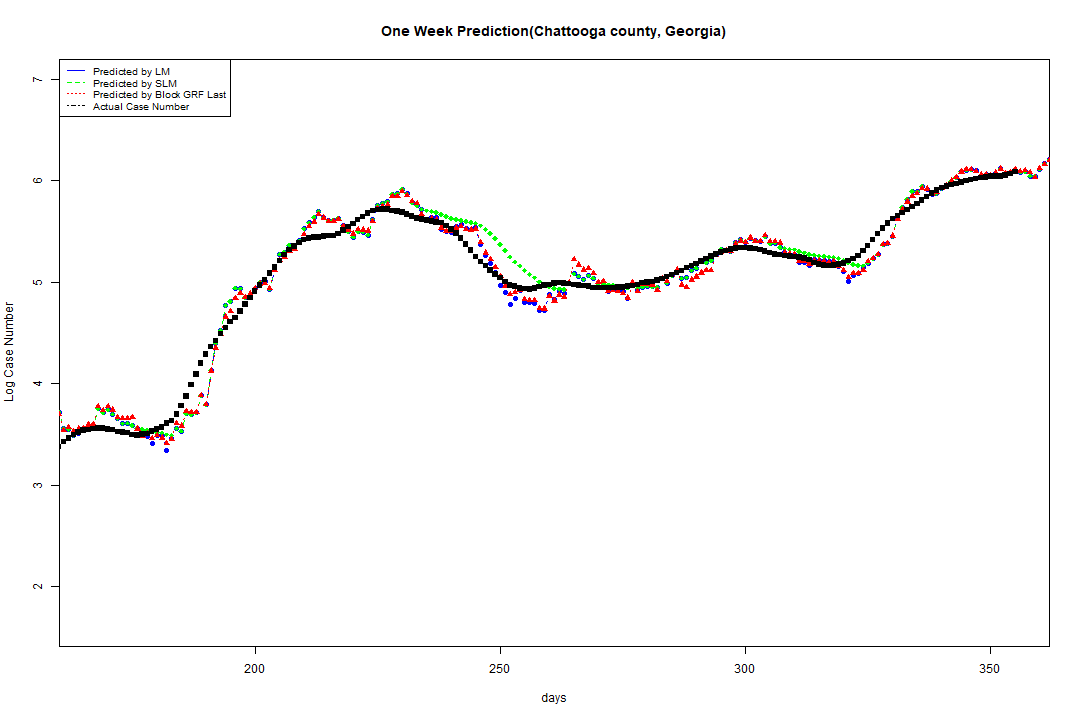 One Week Prediction(Chattooga county, Georgia)
Predicted by LM
Predicted by SLM
Predicted by Block GRF Last
Actual Case Number
7
6
5
4
3
2
Log Case Number
200
250
300
350
days